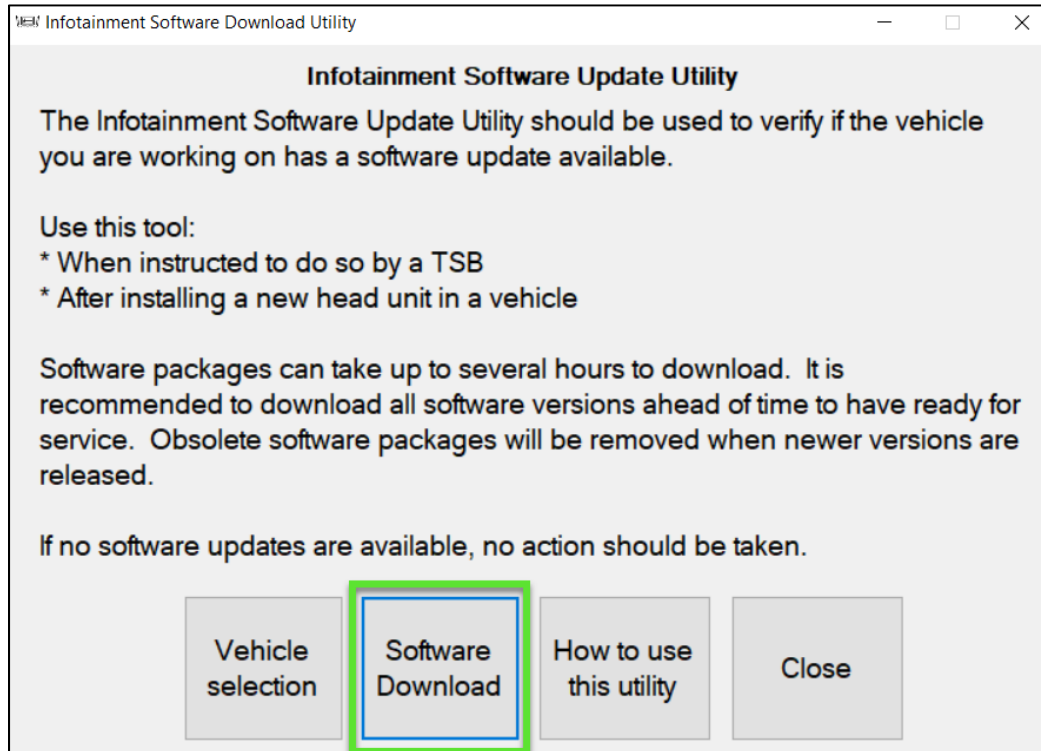 Infotainment Software Download Utility
Infotainment Software Update Utility
The Infotainment Software Update Utility should be used to verify if the vehicle
you are working on has a software update available.
Use this tool:
* When instructed to do so by a TSB
* After installing a new head unit in a vehicle
Software packages can take up to several hours to download.  It is
recommended to download all software versions ahead of time to have ready for
service.  Obsolete software packages will be removed when newer versions are
released.
If no software updates are available, no action should be taken.
Vehicle
selection
Software
Download
How to use
this utility
Close